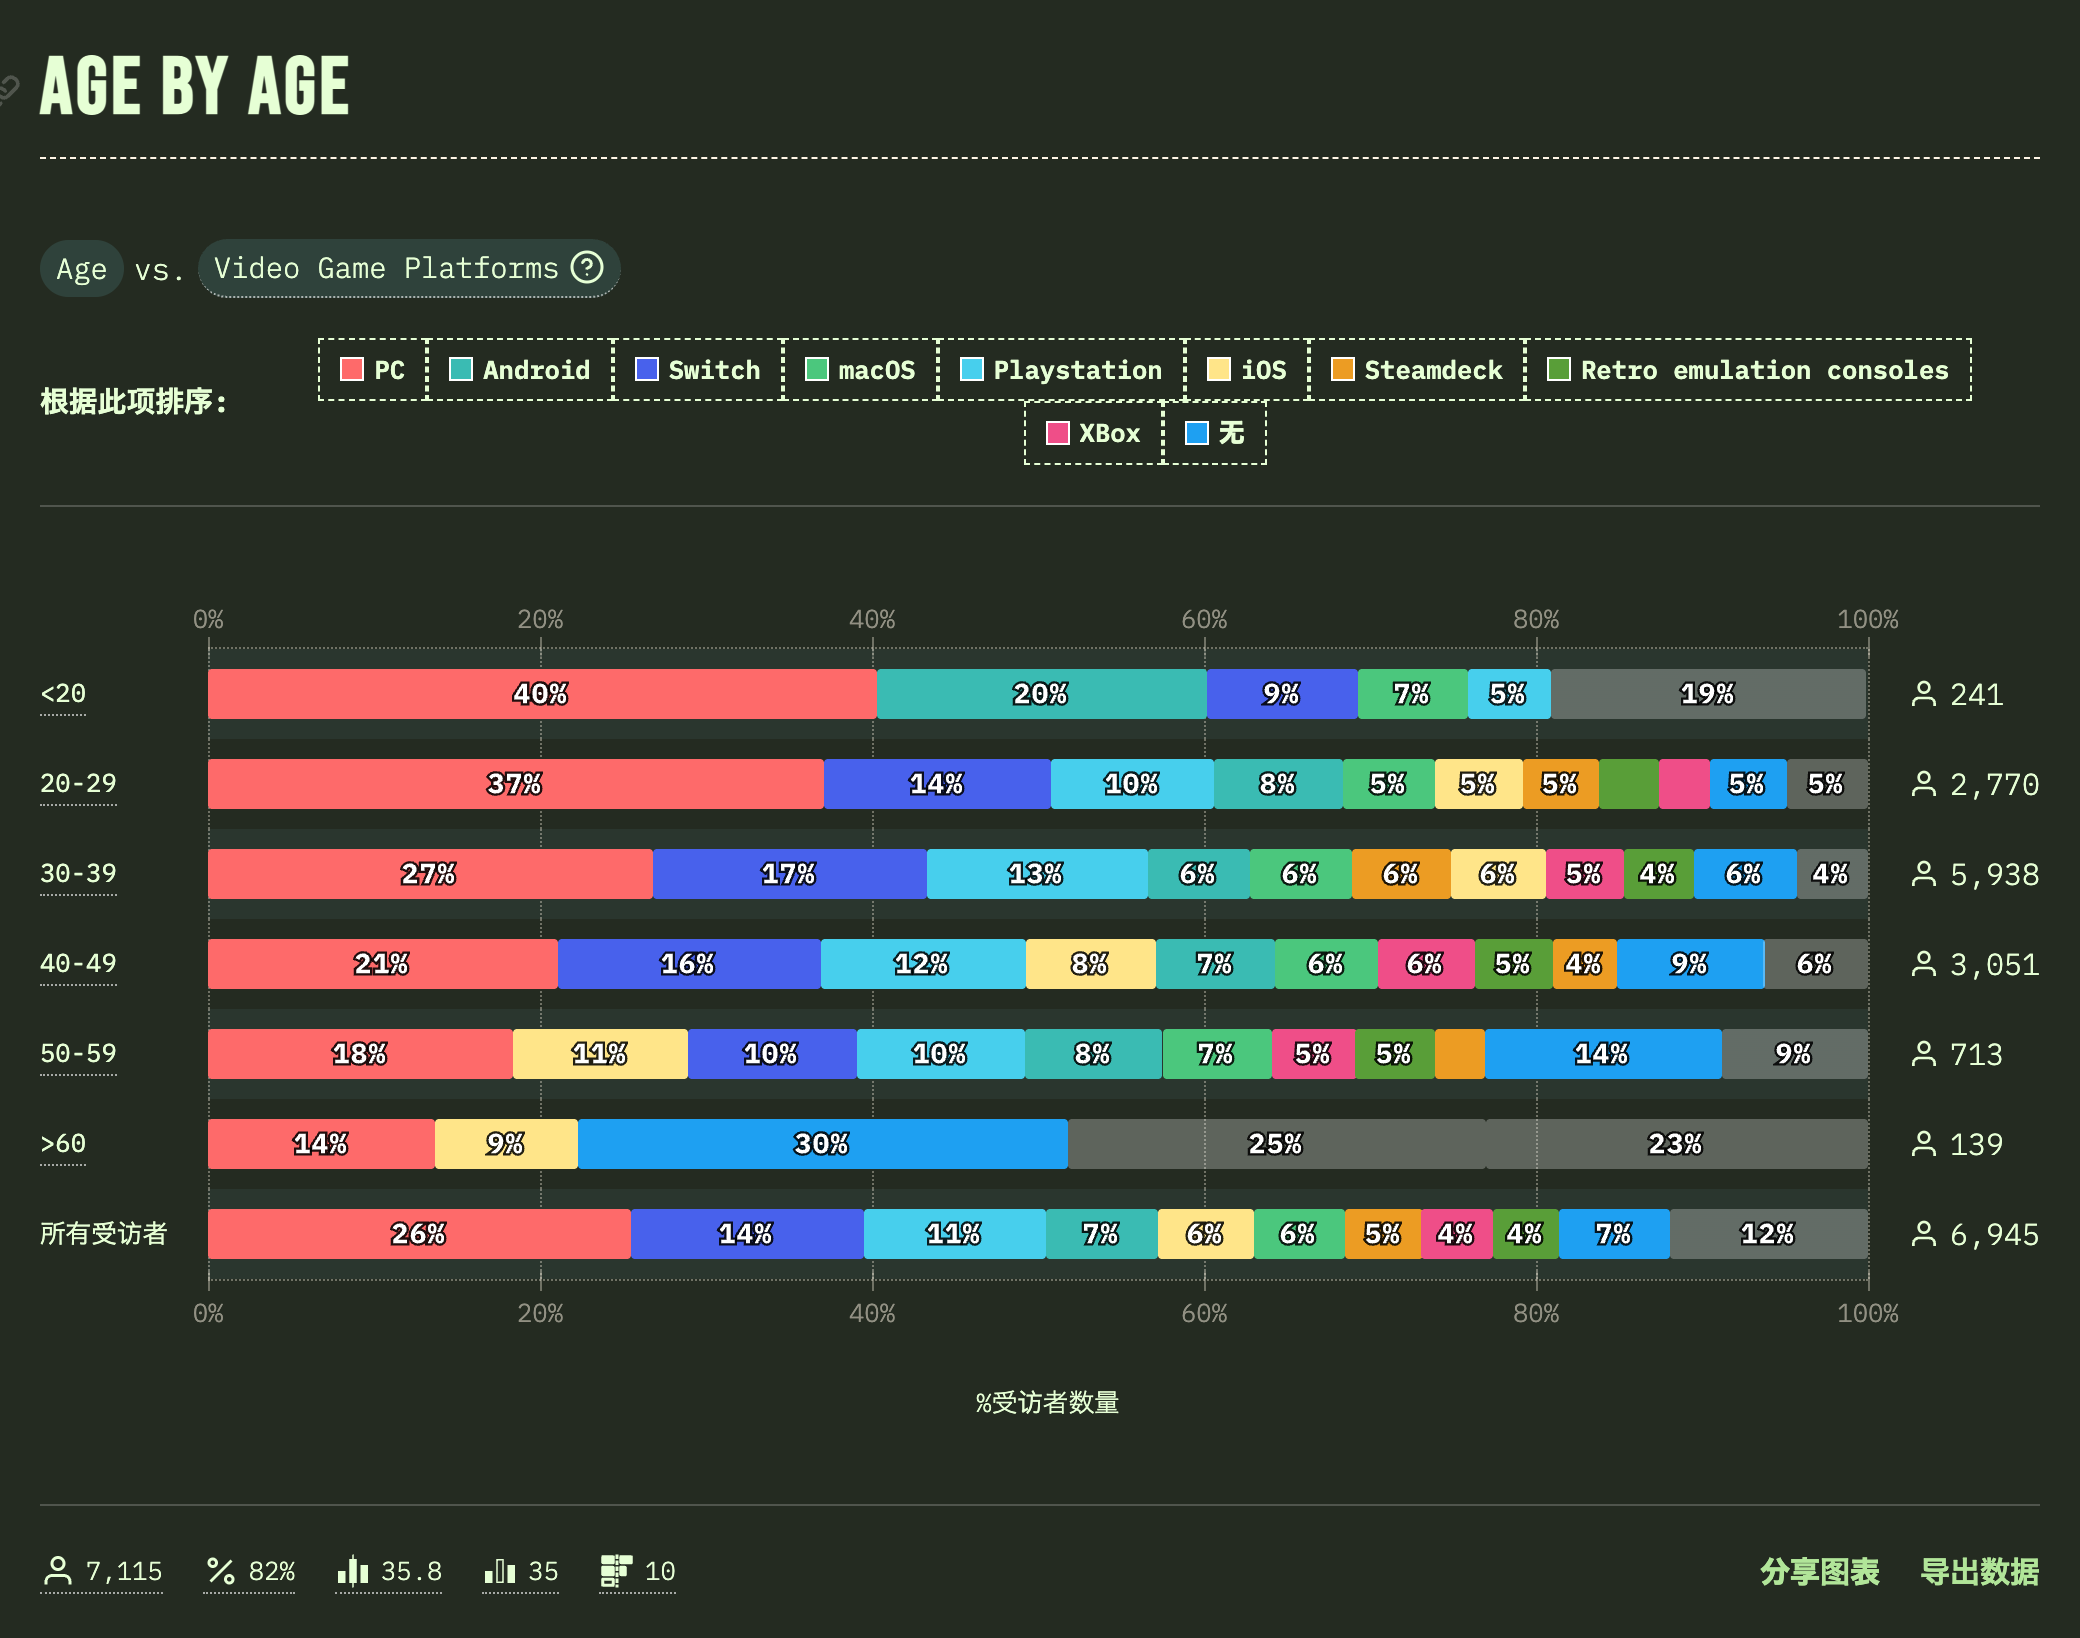 AGE BY AGE
Age vs. Video Game Platforms ?
PC Android Switch macOS Playstation iOS Steamdeck Retro emulation consoles
根据此项排序:
XBox 无
0% 20% 40% 60% 80% 100%
<20 40% 20% 9% 7% 5% 19% 241
20-29 37% 14% 10% 8% 5% 5% 5% 5% 5% 2,770
30-39 27% 17% 13% 6% 6% 6% 6% 5% 4% 6% 4% 5,938
40-49 21% 16% 12% 8% 7% 6% 6% 5% 4% 9% 6% 3,051
50-59 18% 11% 10% 10% 8% 7% 5% 5% 14% 9% 713
>60 14% 9% 30% 25% 23% 139
所有受访者 26% 14% 11% 7% 6% 6% 5% 4% 4% 7% 12% 6,945
0% 20% 40% 60% 80% 100%
%受访者数量
7,115 82% 35.8 35 10 分享图表 导出数据